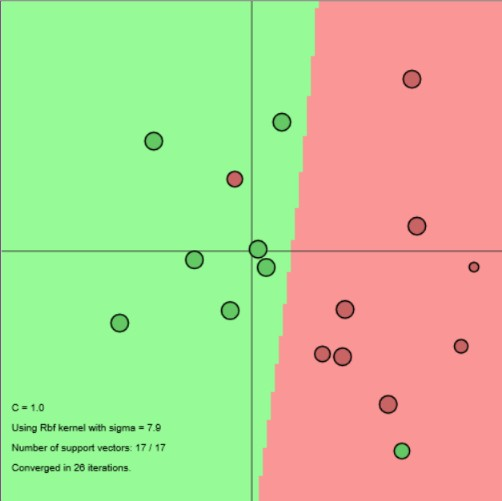 C = 1.0
Using Rbf kernel with sigma = 7.9
Number of support vectors: 17 / 17
Converged in 26 iterations.